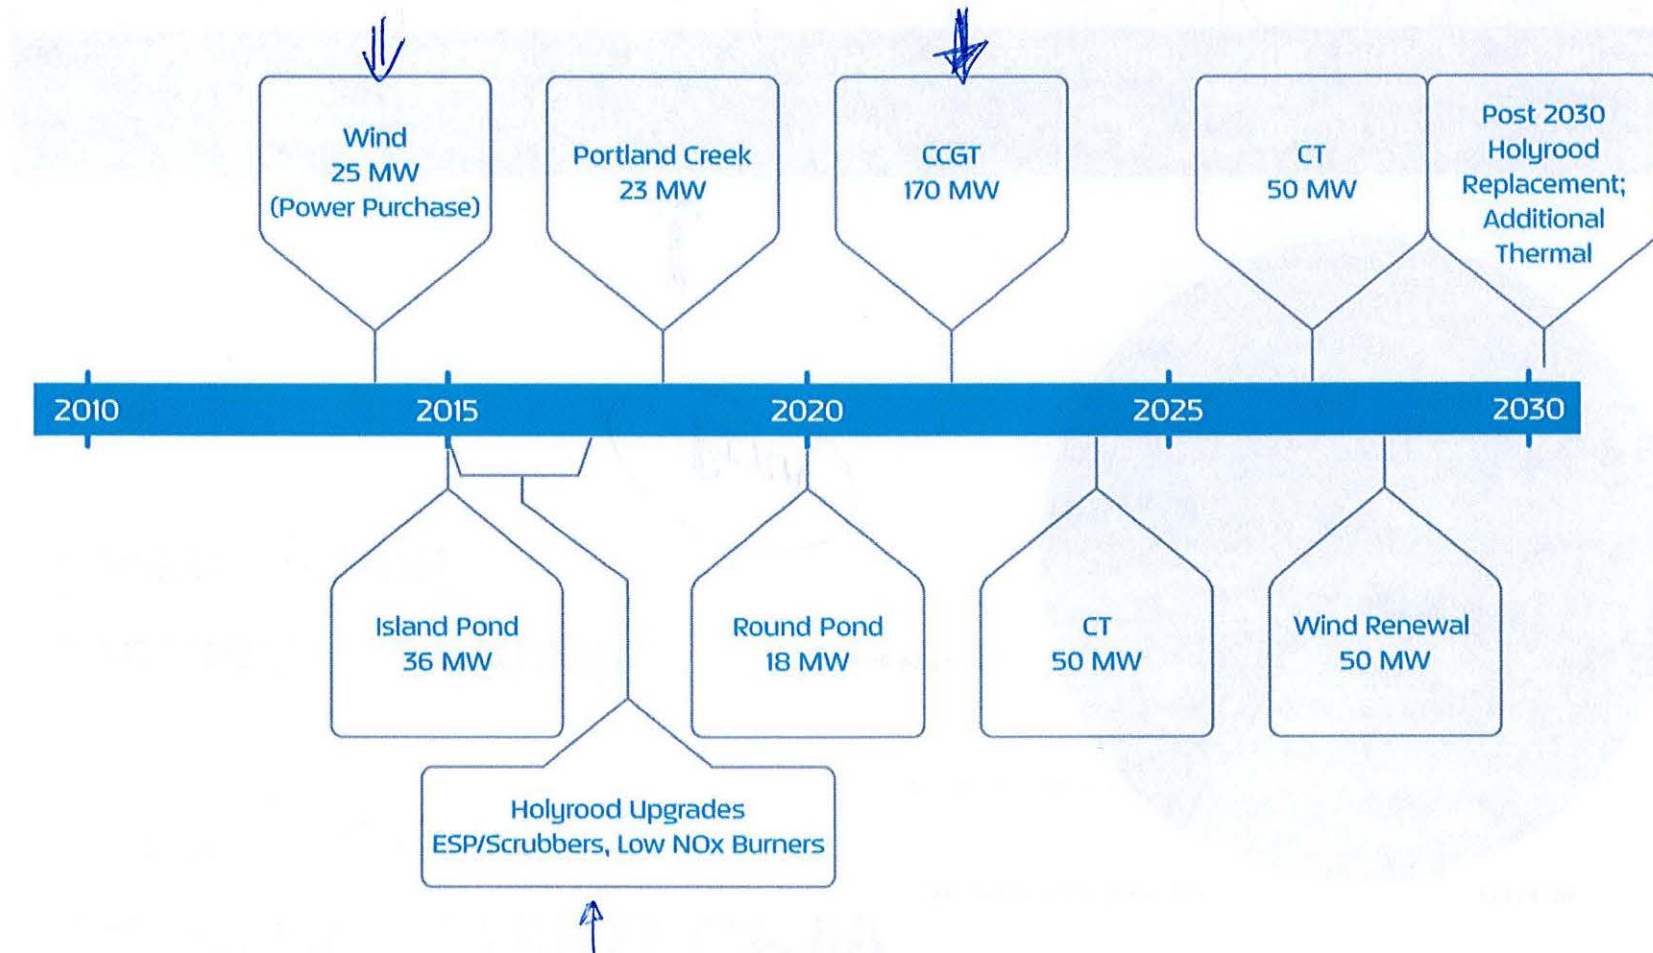 Wind
25 MW
(Power Purchase)
Portland Creek
23 MW
CCGT
170 MW
CT
50 MW
Post 2030
Holyrood
Replacement;
Additional
Thermal
2010
2015
2020
2025
2030
Island Pond
36 MW
Round Pond
18 MW
CT
50 MW
Wind Renewal
50 MW
Holyrood Upgrades
ESP/Scrubbers, Low NOx Burners